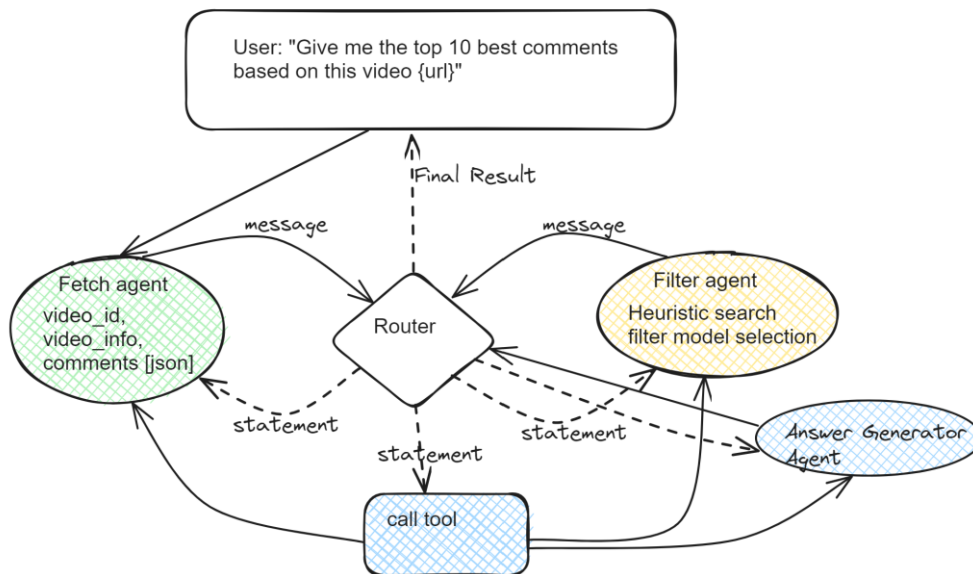 User: "Give me the top 10 best comments
based on this video {url}"
Final Result
message
message
Fetch agent
video_id,
video_info,
comments [json]
Router
Filter agent
Heuristic search
filter model selection
statement
statement
statement
Answer Generator
Agent
call tool